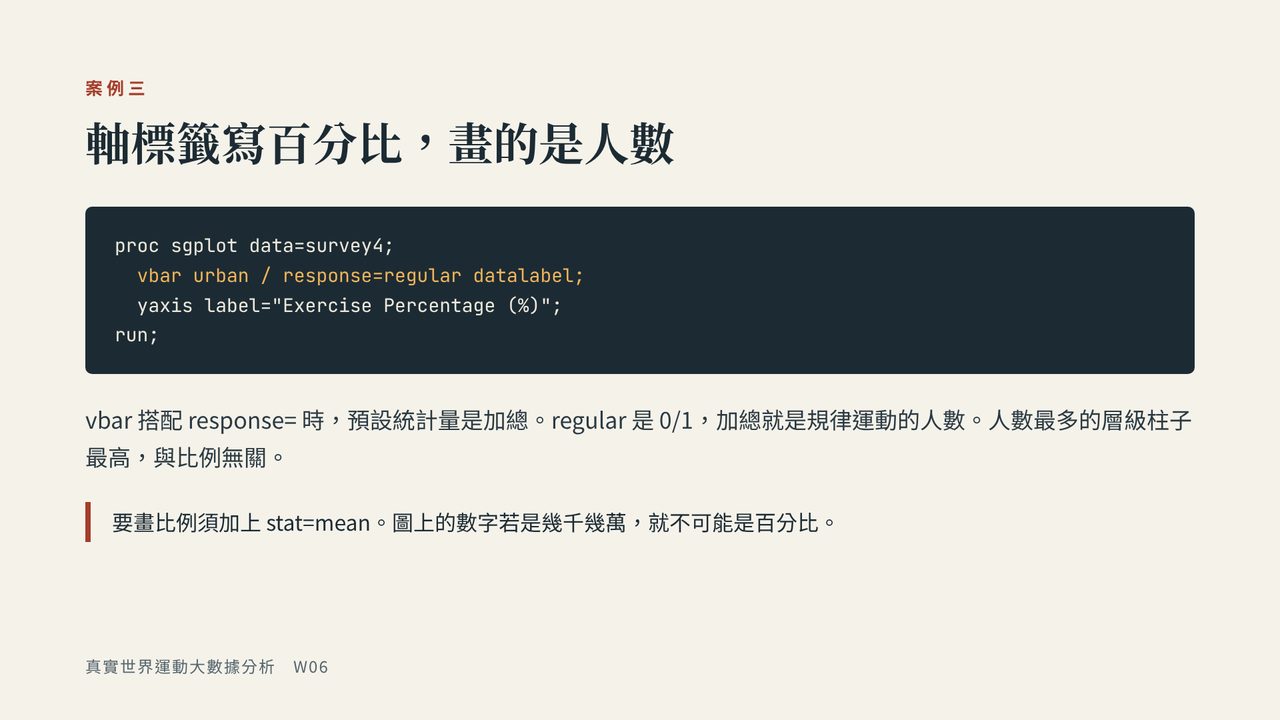 案例三
軸標籤寫百分比，畫的是人數
proc sgplot data=survey4;
  vbar urban / response=regular datalabel;
  yaxis label="Exercise Percentage (%)";
run;
vbar 搭配 response= 時，預設統計量是加總。regular 是 0/1，加總就是規律運動的人數。人數最多的層級柱子
最高，與比例無關。
要畫比例須加上 stat=mean。圖上的數字若是幾千幾萬，就不可能是百分比。
真實世界運動大數據分析　W06